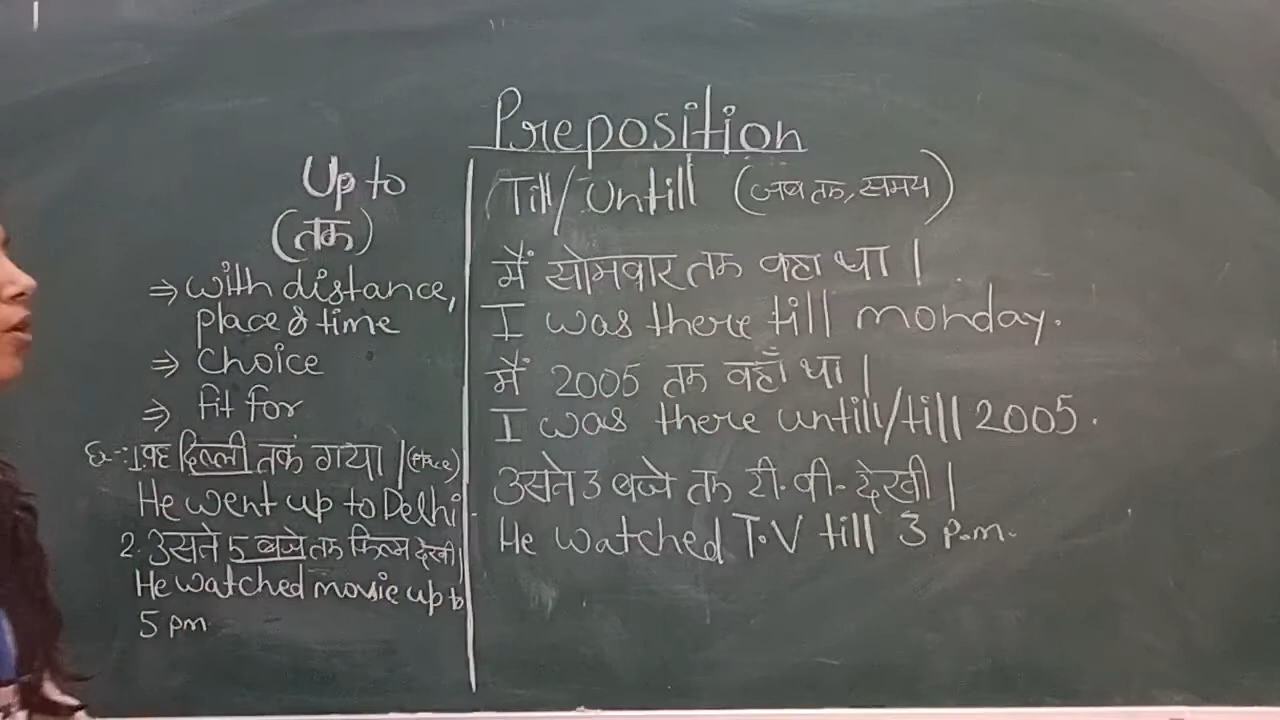 Preposition
Up to
(तक)
⇒ with distance,
place & time
⇒ choice
⇒ fit for
1. वह दिल्ली तक गया | (place)
He went up to Delhi.
2. उसने 5 बजे तक फिल्म देखी|
He watched movie up to
5 pm
Till/Untill (जब तक, समय)
मैं सोमवार तक वहा था |
I was there till monday.
मैं 2005 तक वहाँ था |
I was there untill/till 2005.
उसने 3 बजे तक टी.वी. देखी |
He watched T.V till 3 p.m.